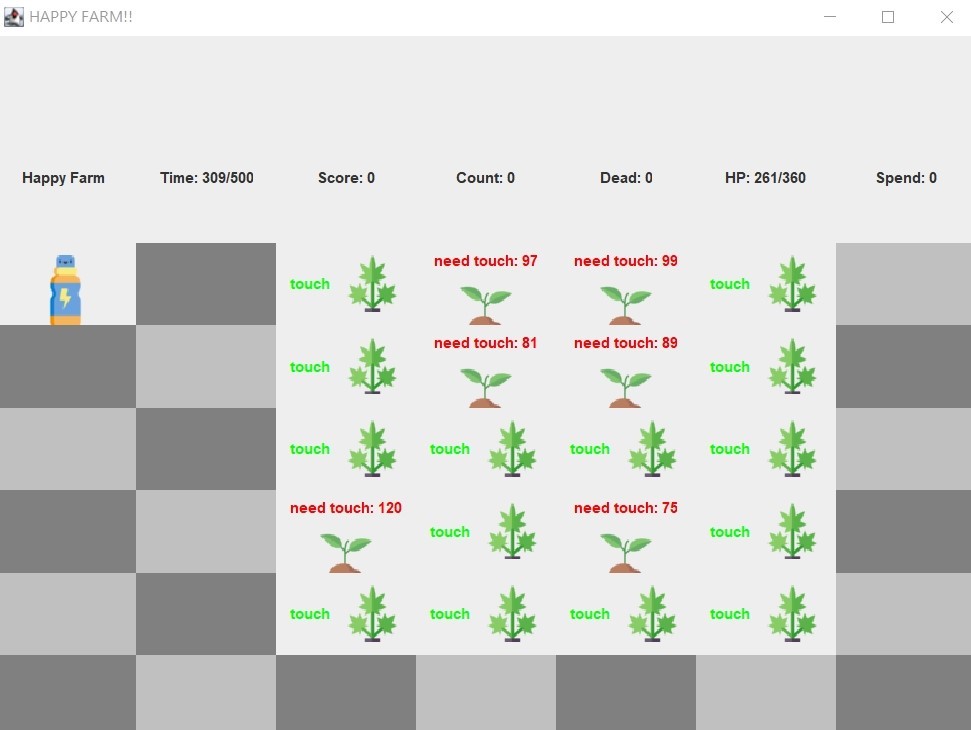 HAPPY FARM!!
Happy Farm Time: 309/500 Score: 0 Count: 0 Dead: 0 HP: 261/360 Spend: 0
touch need touch: 97 need touch: 99 touch
touch need touch: 81 need touch: 89 touch
touch touch touch touch
need touch: 120 touch need touch: 75 touch
touch touch touch touch